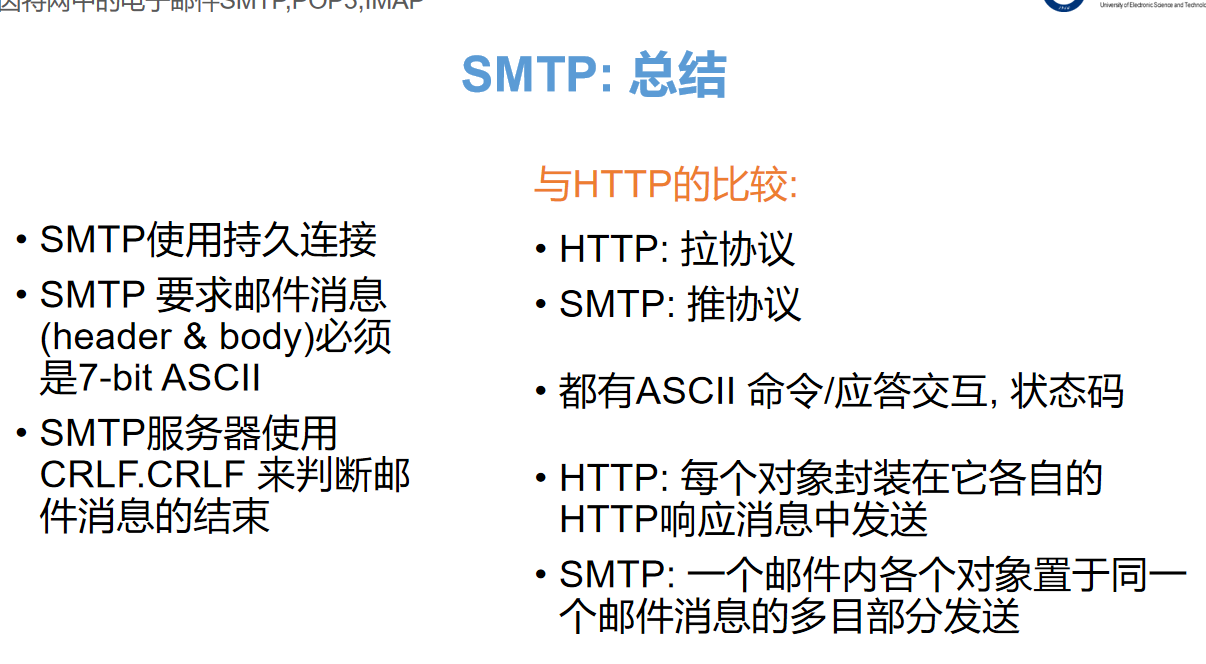 因特网中的电子邮件SMTP,POP3,IMAP
University of Electronic Science and Technolo
SMTP: 总结
• SMTP使用持久连接
• SMTP 要求邮件消息
(header & body)必须
是7-bit ASCII
• SMTP服务器使用
CRLF.CRLF 来判断邮
件消息的结束
与HTTP的比较:
• HTTP: 拉协议
• SMTP: 推协议
• 都有ASCII 命令/应答交互, 状态码
• HTTP: 每个对象封装在它各自的
HTTP响应消息中发送
• SMTP: 一个邮件内各个对象置于同一
个邮件消息的多目部分发送